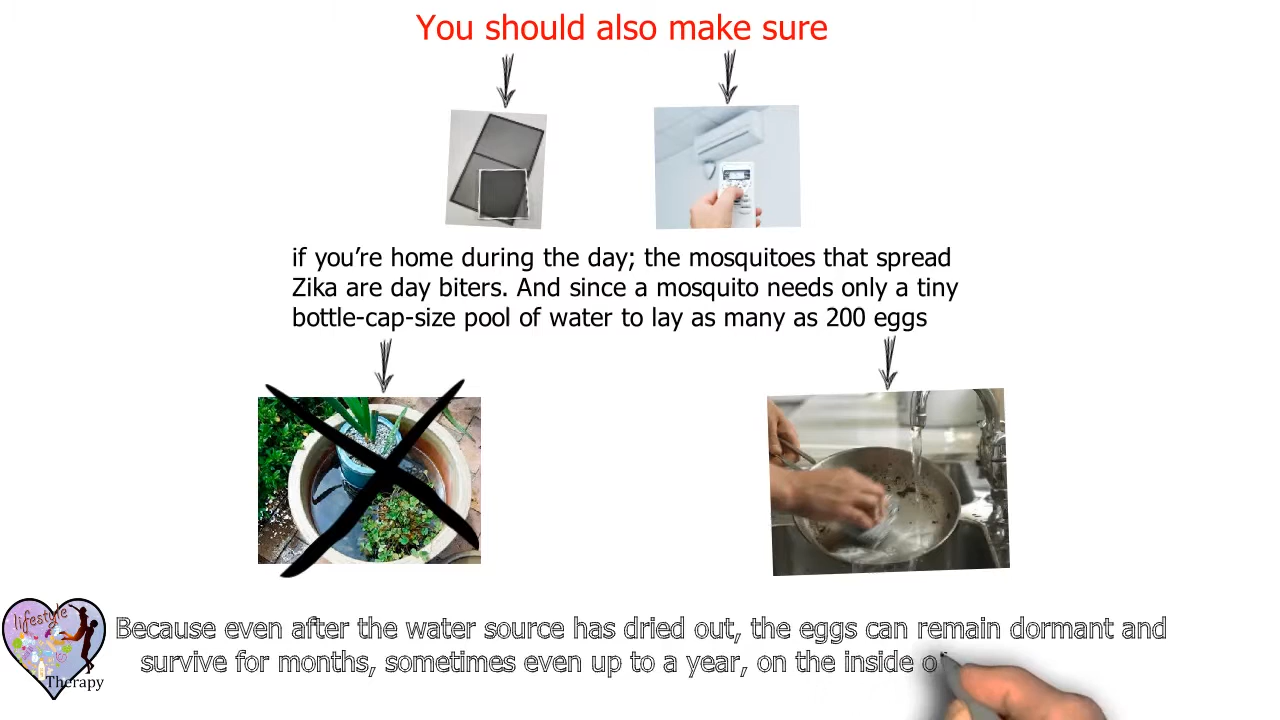 You should also make sure
if you’re home during the day; the mosquitoes that spread
Zika are day biters. And since a mosquito needs only a tiny
bottle-cap-size pool of water to lay as many as 200 eggs
lifestyle
Therapy
Because even after the water source has dried out, the eggs can remain dormant and
survive for months, sometimes even up to a year, on the inside